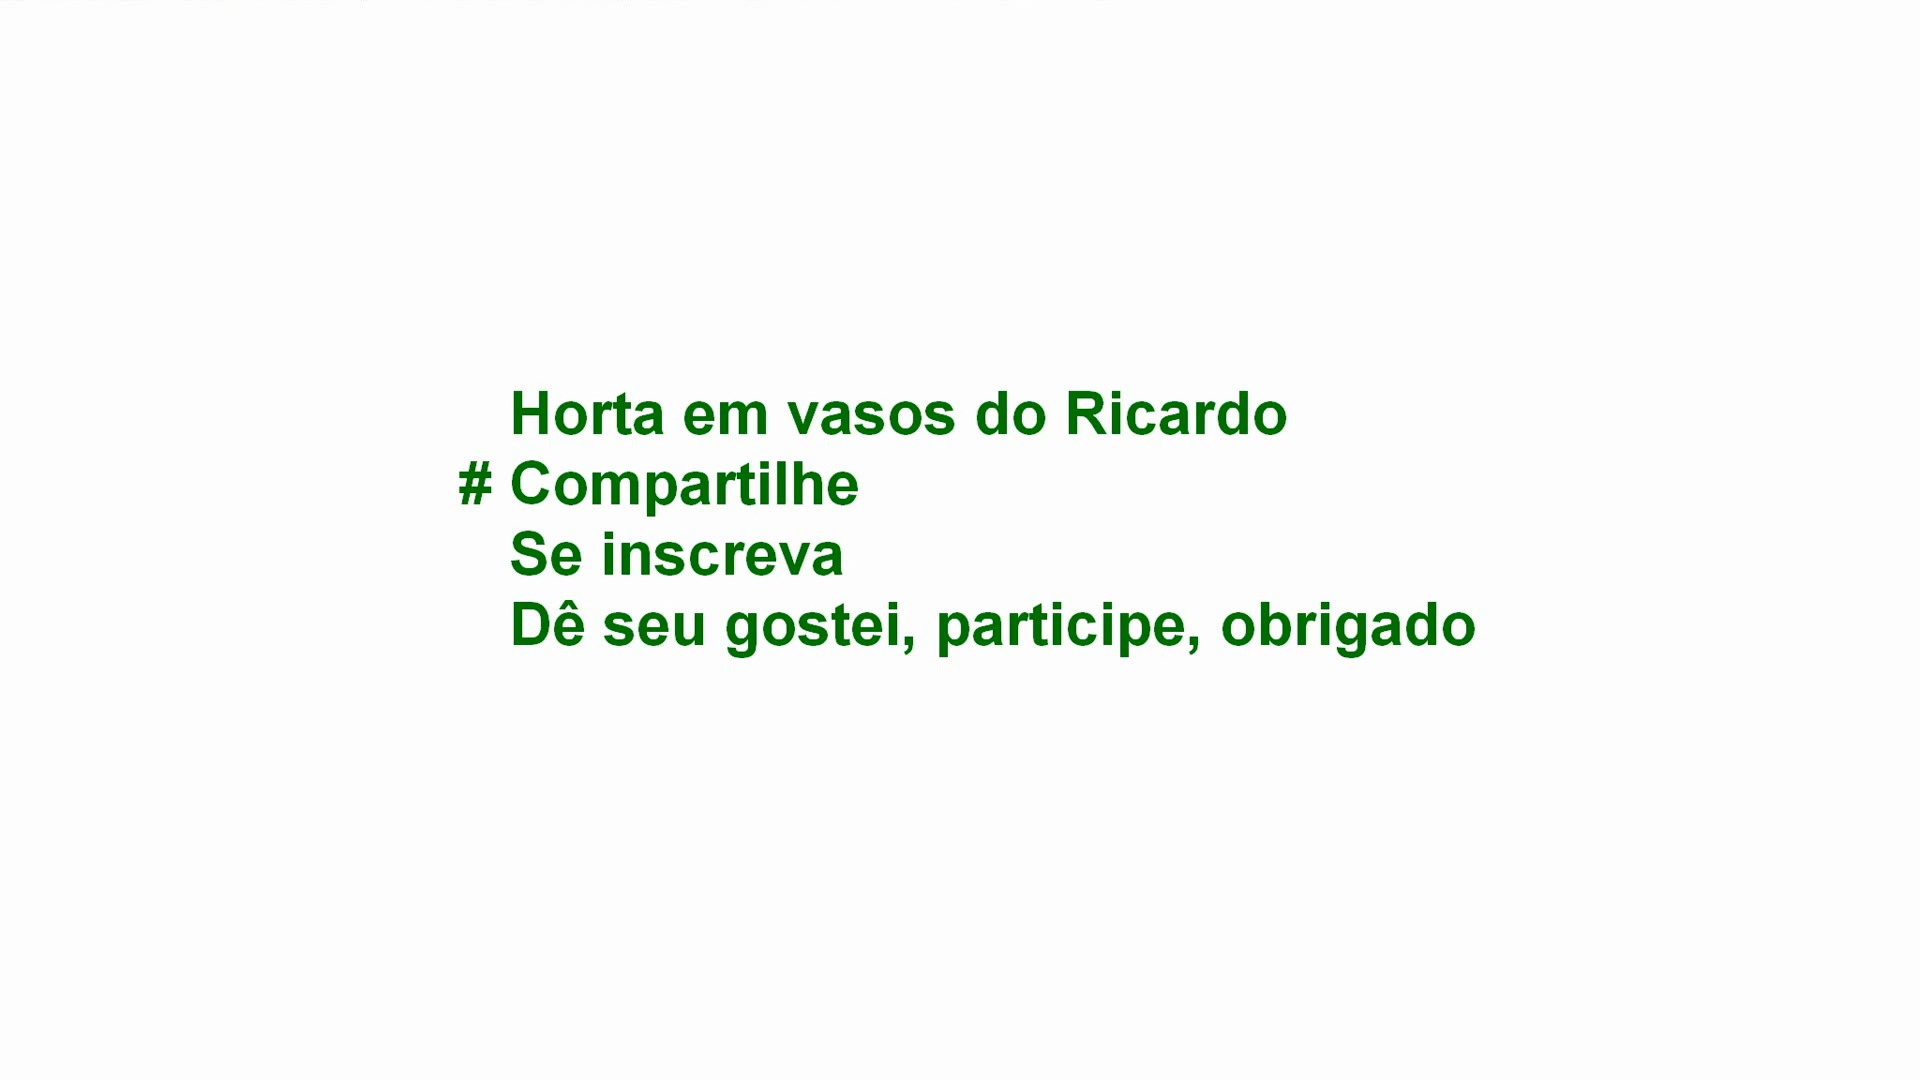 Horta em vasos do Ricardo
# Compartilhe
Se inscreva
Dê seu gostei, participe, obrigado